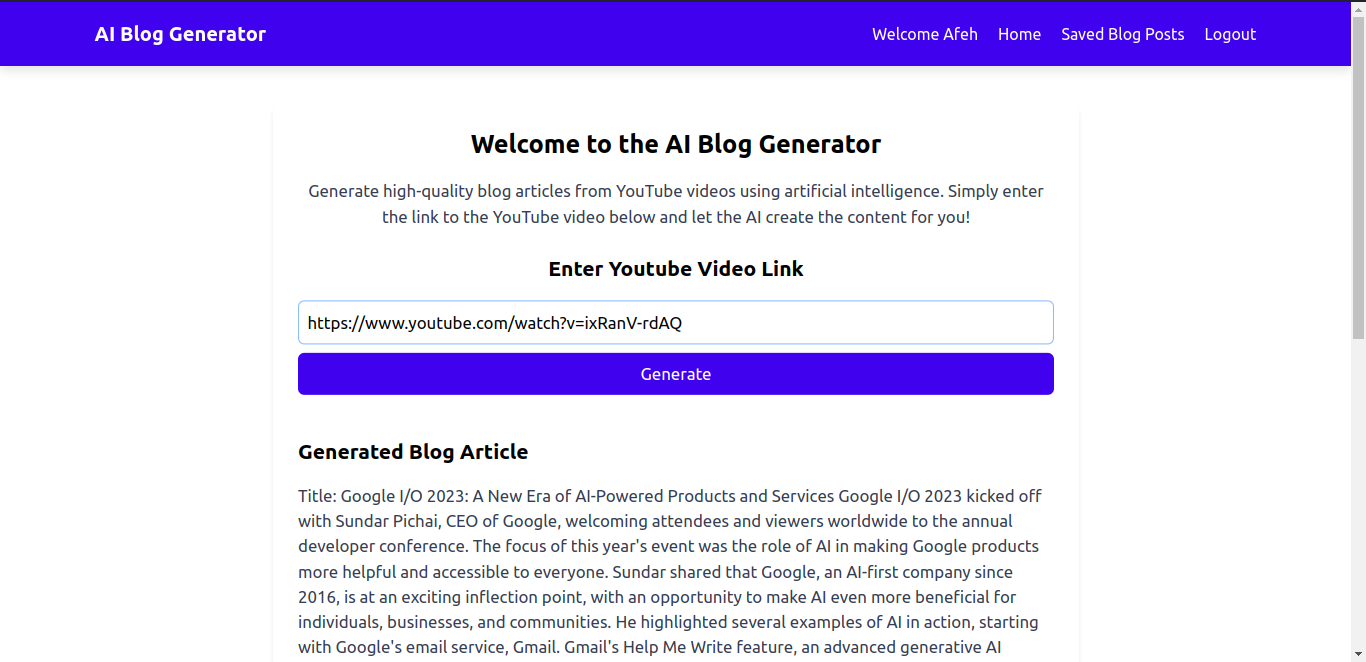 AI Blog Generator
Welcome Afeh Home Saved Blog Posts Logout
Welcome to the AI Blog Generator
Generate high-quality blog articles from YouTube videos using artificial intelligence. Simply enter
the link to the YouTube video below and let the AI create the content for you!
Enter Youtube Video Link
https://www.youtube.com/watch?v=ixRanV-rdAQ
Generate
Generated Blog Article
Title: Google I/O 2023: A New Era of AI-Powered Products and Services Google I/O 2023 kicked off
with Sundar Pichai, CEO of Google, welcoming attendees and viewers worldwide to the annual
developer conference. The focus of this year's event was the role of AI in making Google products
more helpful and accessible to everyone. Sundar shared that Google, an AI-first company since
2016, is at an exciting inflection point, with an opportunity to make AI even more beneficial for
individuals, businesses, and communities. He highlighted several examples of AI in action, starting
with Google's email service, Gmail. Gmail's Help Me Write feature, an advanced generative AI